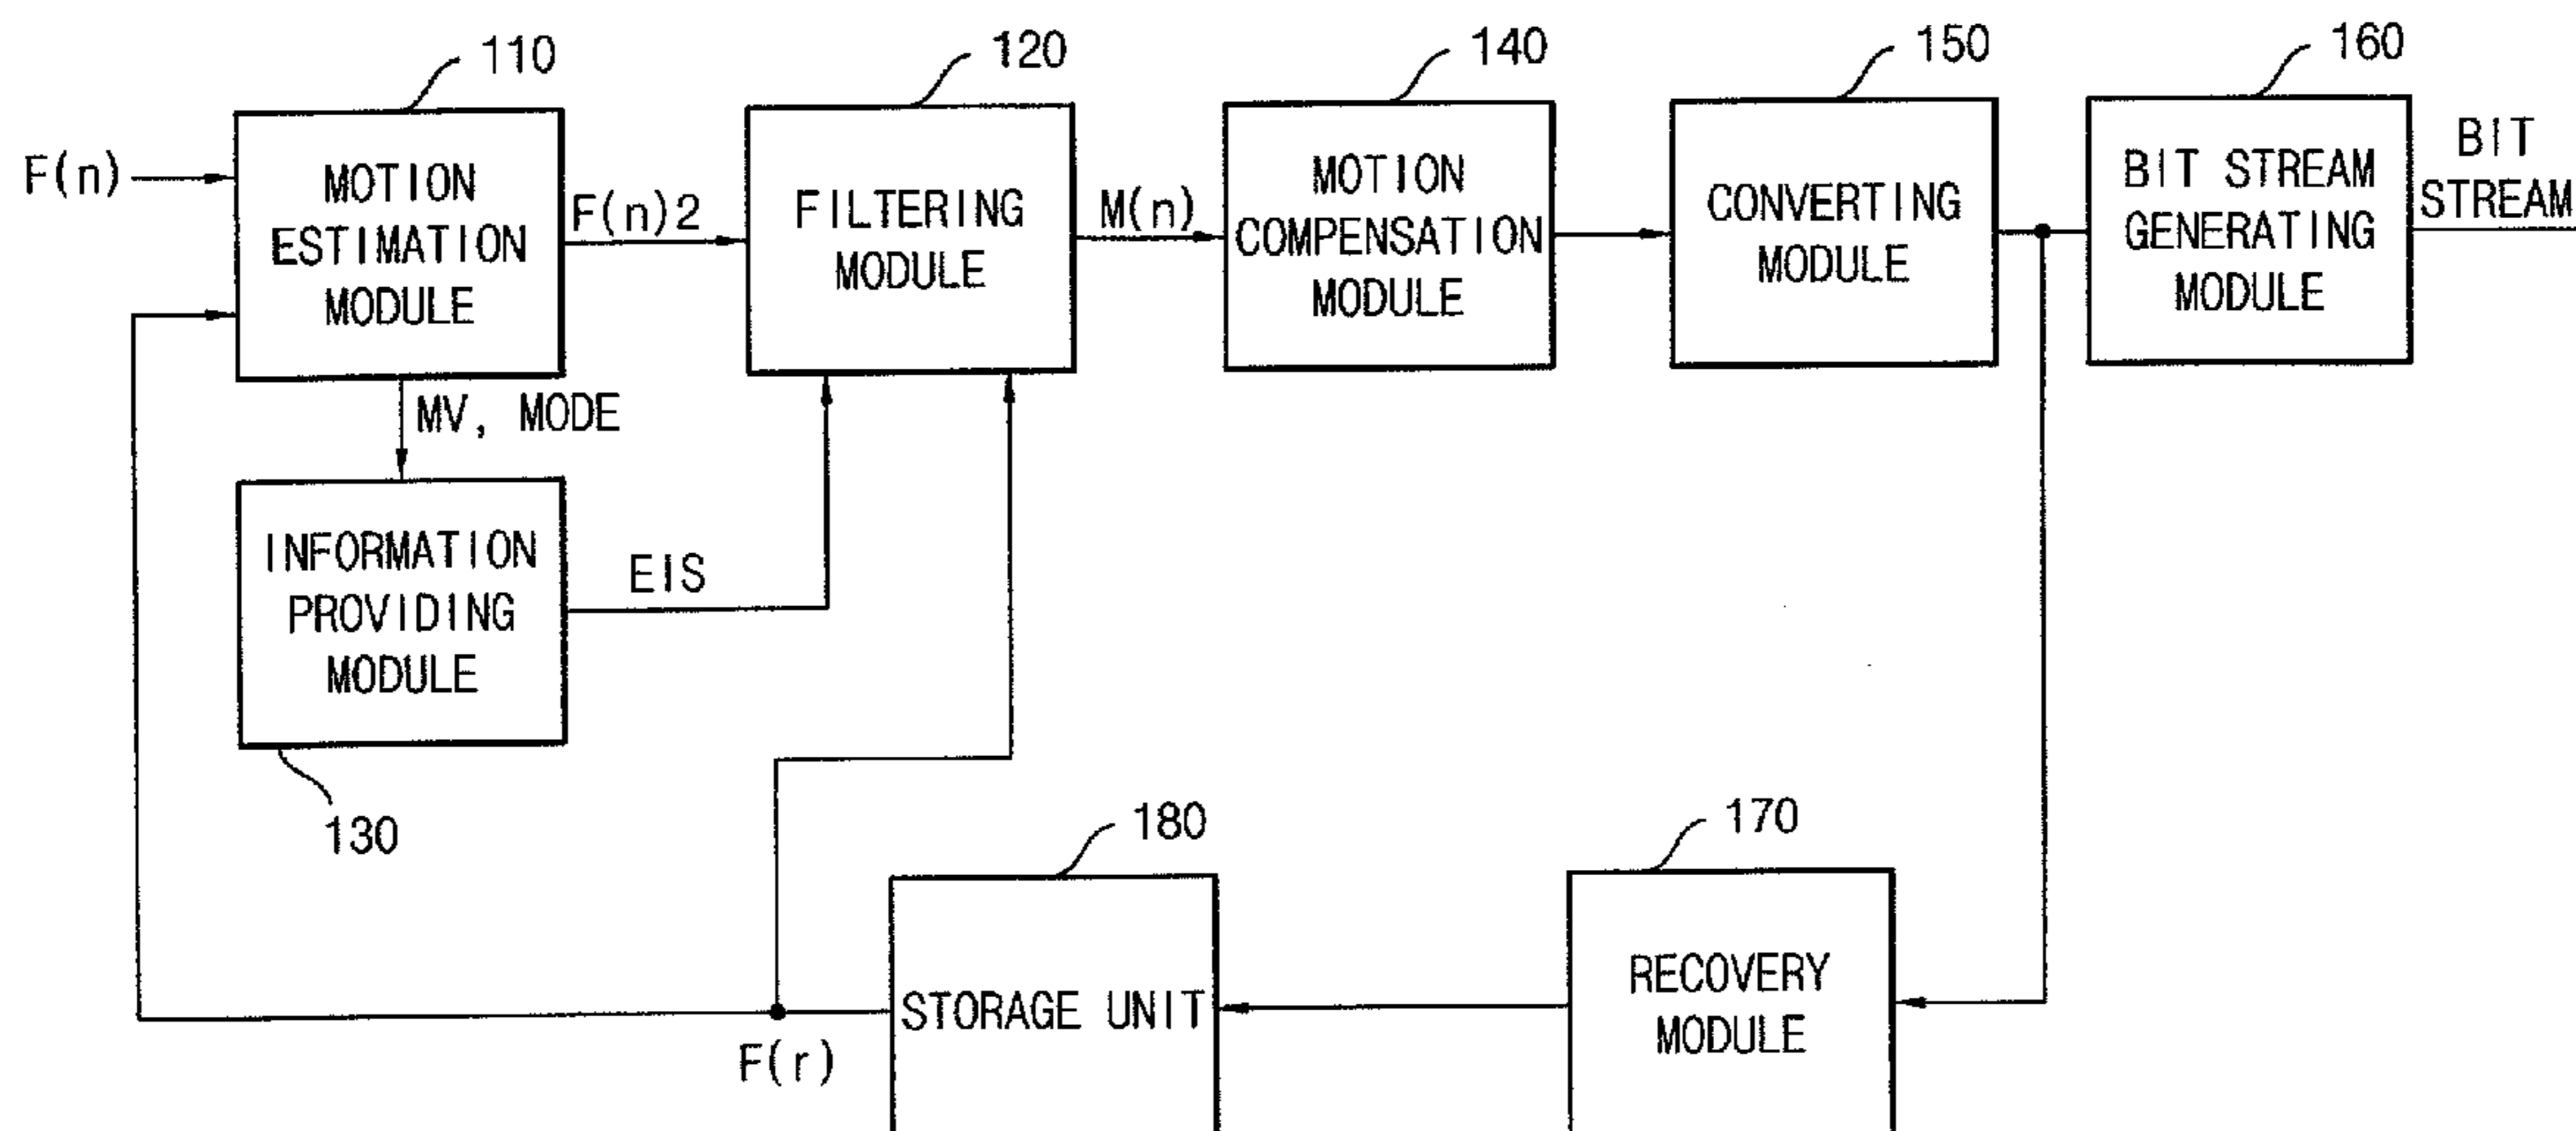 110
120
140
150
160
F(n)
MOTION
ESTIMATION
MODULE
F(n)2
FILTERING
MODULE
M(n)
MOTION
COMPENSATION
MODULE
CONVERTING
MODULE
BIT STREAM
GENERATING
MODULE
BIT
STREAM
MV, MODE
INFORMATION
PROVIDING
MODULE
EIS
130
180
170
STORAGE UNIT
RECOVERY
MODULE
F(r)